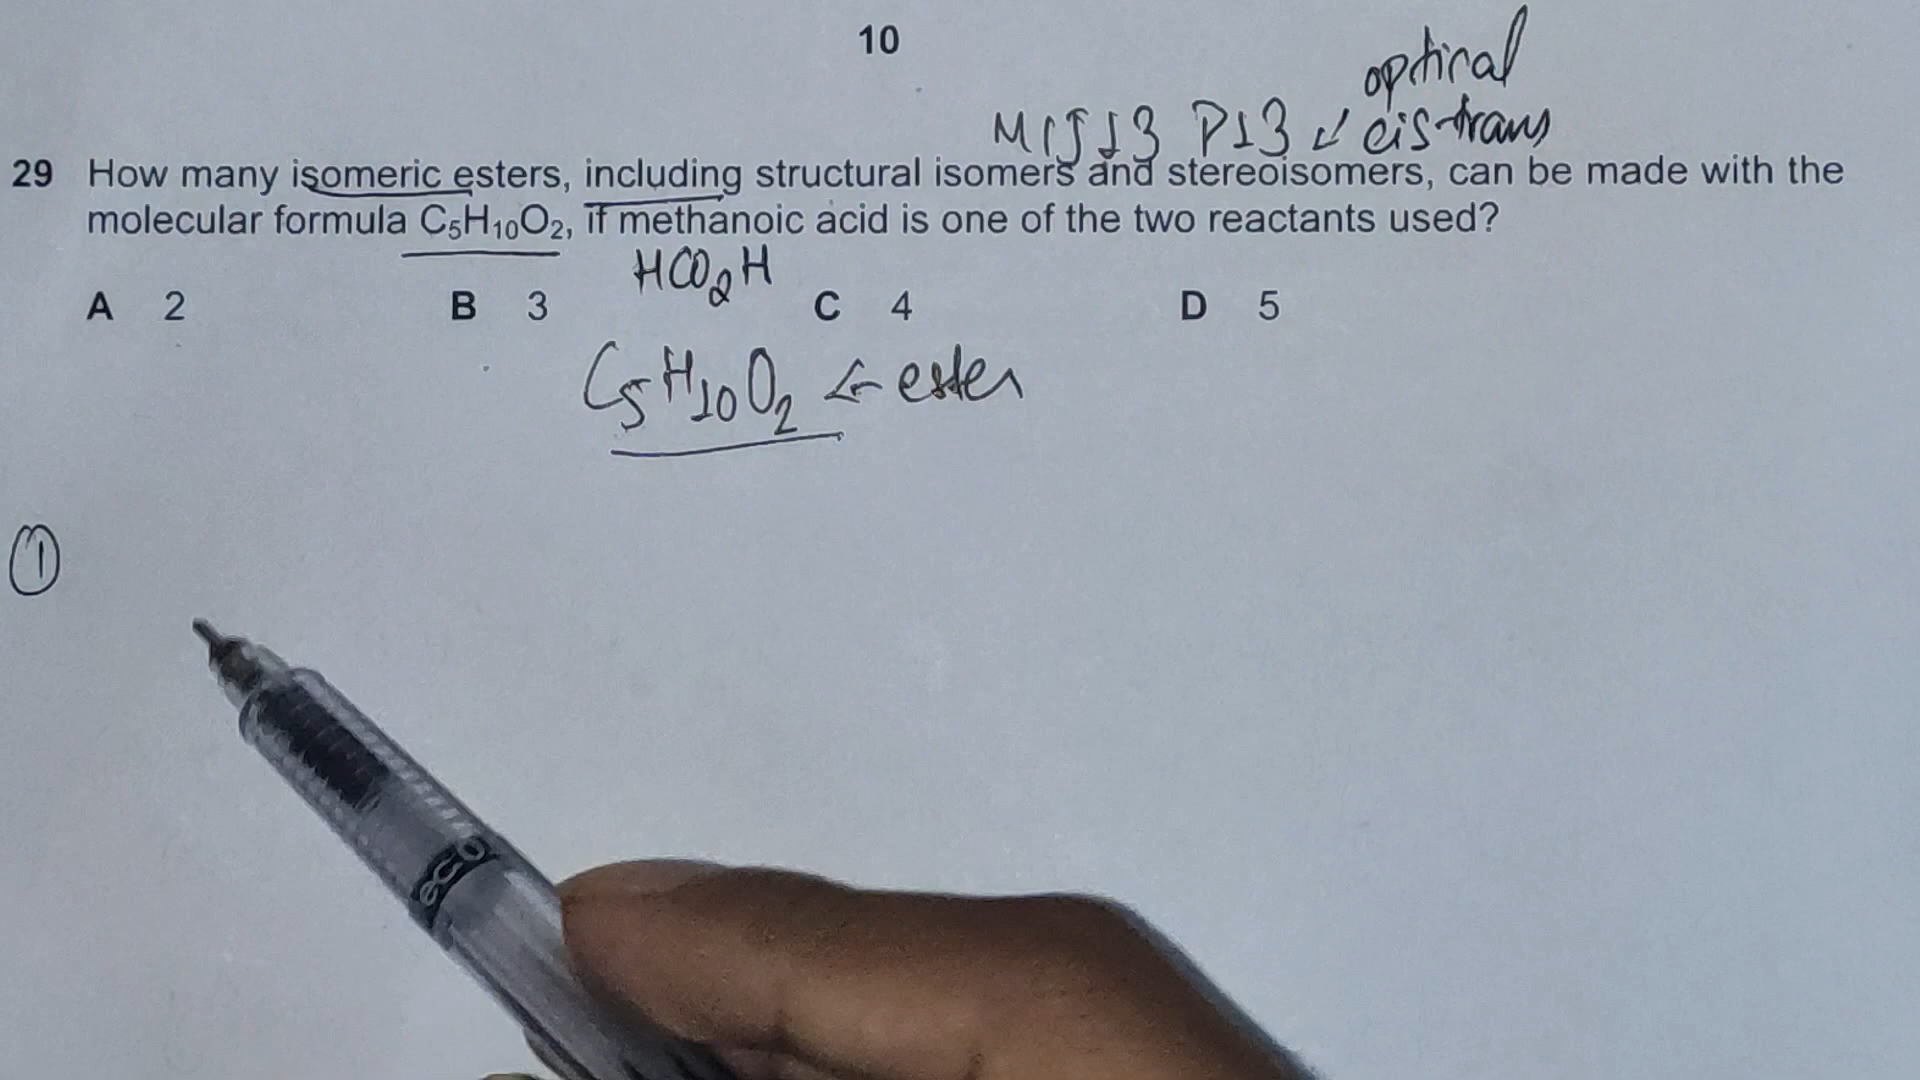 10
optical
M/J/13 P13 ↙ cis-trans
29 How many isomeric esters, including structural isomers and stereoisomers, can be made with the
molecular formula C₅H₁₀O₂, if methanoic acid is one of the two reactants used?
HCO₂H
A 2 B 3 C 4 D 5
C₅H₁₀O₂ ← ester
①
eco